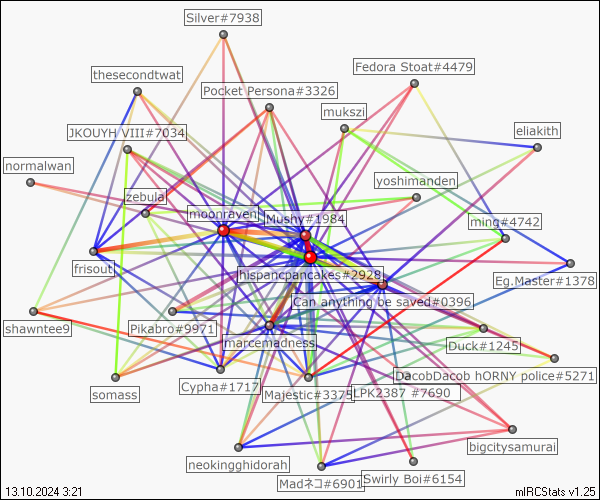 Silver#7938
Fedora Stoat#4479
thesecondtwat
Pocket Persona#3326
mukszi
JKOUYH VIII#7034
eliakith
normalwan
yoshimanden
zebula
moonraven
Mushy#1984
ming#4742
frisout
hispancpancakes#2928
Eg.Master#1378
Can anything be saved#0396
shawntee9
Pikabro#9971
marcemadness
Duck#1245
DacobDacob hORNY police#5271
somass
Cypha#1717
Majestic#3375
LPK2387 #7690
bigcitysamurai
neokingghidorah
Madネコ#6901
Swirly Boi#6154
13.10.2024 3:21
mIRCStats v1.25